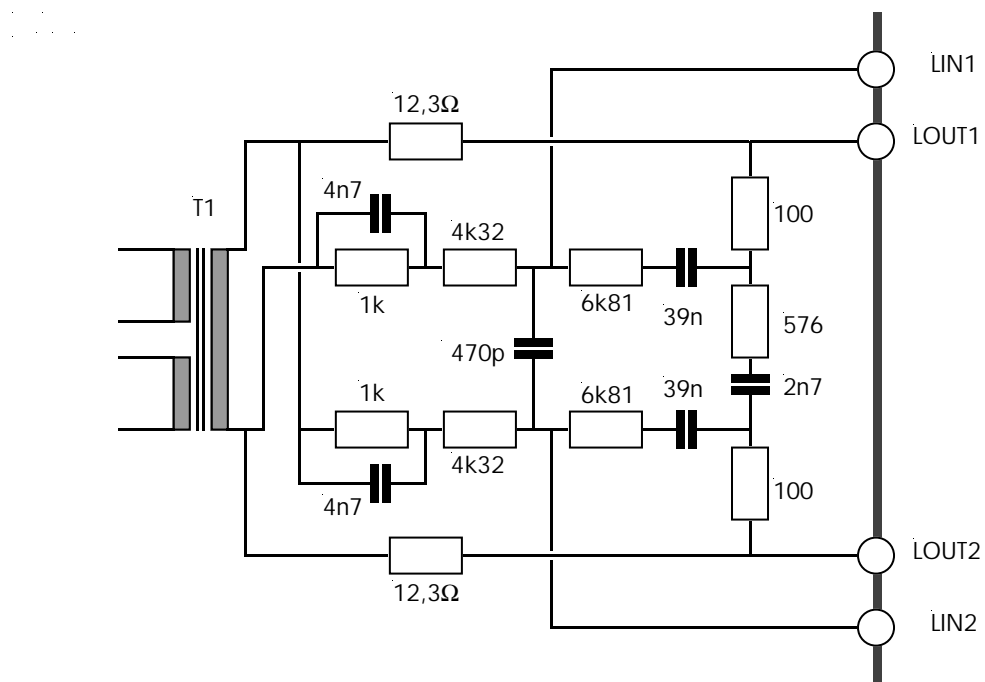 LIN1
12,3Ω
LOUT1
4n7
T1
4k32
100
1k
6k81
39n
576
470p
1k
6k81
39n
2n7
4k32
4n7
100
LOUT2
12,3Ω
LIN2